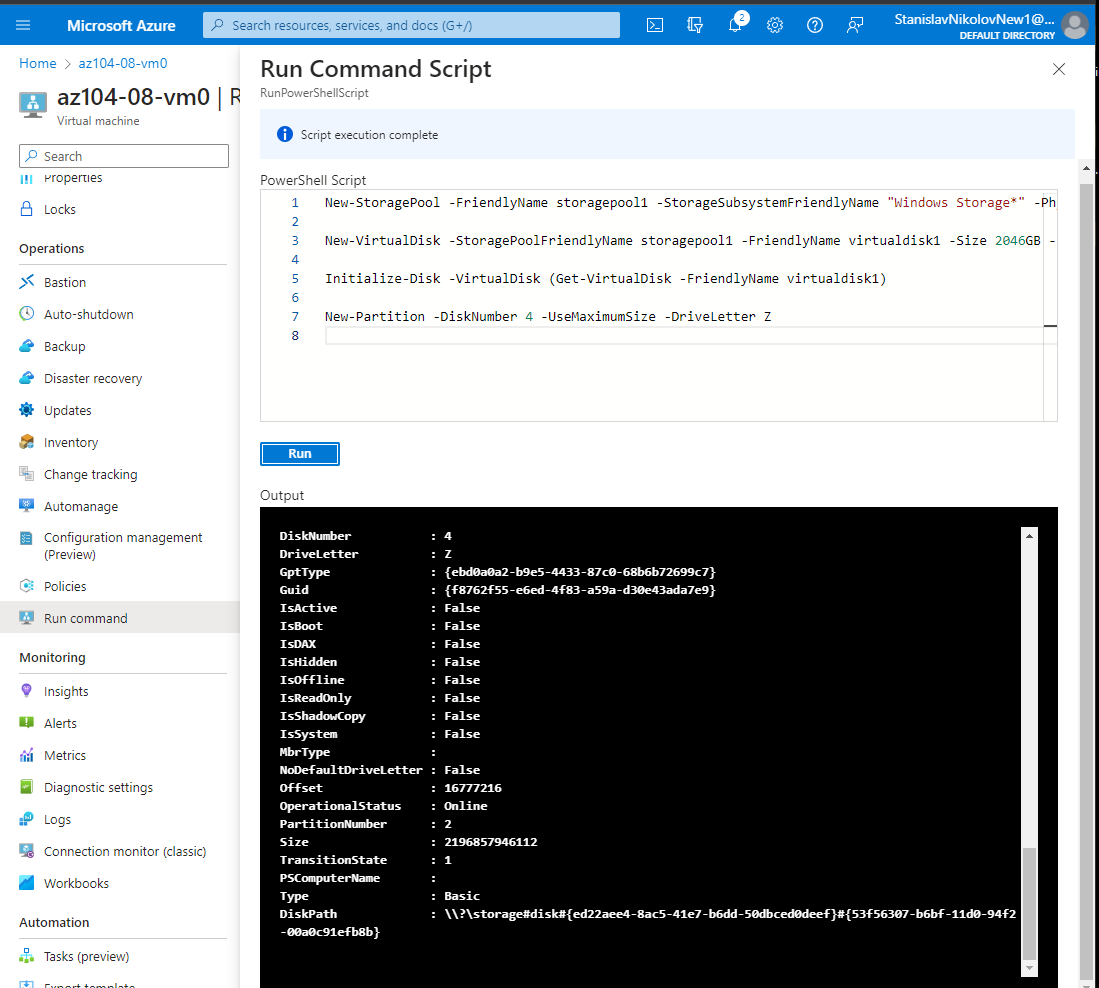 Microsoft Azure
Search resources, services, and docs (G+/)
2
StanislavNikolovNew1@...
DEFAULT DIRECTORY
Home > az104-08-vm0
az104-08-vm0 | R
Virtual machine
Search
Properties
Locks
Operations
Bastion
Auto-shutdown
Backup
Disaster recovery
Updates
Inventory
Change tracking
Automanage
Configuration management
(Preview)
Policies
Run command
Monitoring
Insights
Alerts
Metrics
Diagnostic settings
Logs
Connection monitor (classic)
Workbooks
Automation
Tasks (preview)
Export template
Run Command Script
RunPowerShellScript
Script execution complete
PowerShell Script
1 New-StoragePool -FriendlyName storagepool1 -StorageSubsystemFriendlyName "Windows Storage*" -Ph
2
3 New-VirtualDisk -StoragePoolFriendlyName storagepool1 -FriendlyName virtualdisk1 -Size 2046GB -
4
5 Initialize-Disk -VirtualDisk (Get-VirtualDisk -FriendlyName virtualdisk1)
6
7 New-Partition -DiskNumber 4 -UseMaximumSize -DriveLetter Z
8
Run
Output
DiskNumber : 4
DriveLetter : Z
GptType : {ebd0a0a2-b9e5-4433-87c0-68b6b72699c7}
Guid : {f8762f55-e6ed-4f83-a59a-d30e43ada7e9}
IsActive : False
IsBoot : False
IsDAX : False
IsHidden : False
IsOffline : False
IsReadOnly : False
IsShadowCopy : False
IsSystem : False
MbrType :
NoDefaultDriveLetter : False
Offset : 16777216
OperationalStatus : Online
PartitionNumber : 2
Size : 2196857946112
TransitionState : 1
PSComputerName :
Type : Basic
DiskPath : \\?\storage#disk#{ed22aee4-8ac5-41e7-b6dd-50dbced0deef}#{53f56307-b6bf-11d0-94f2
-00a0c91efb8b}